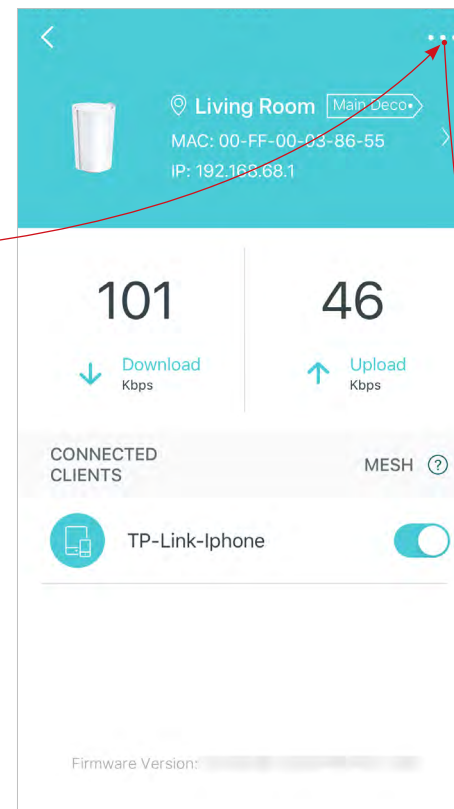 Living Room Main Deco
MAC: 00-FF-00-03-86-55
IP: 192.168.68.1
101 46
Download Upload
Kbps Kbps
CONNECTED
CLIENTS
MESH ?
TP-Link-Iphone
Firmware Version: